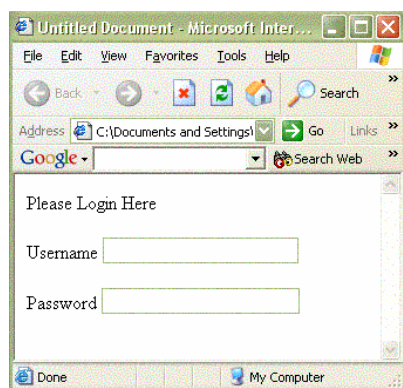 Untitled Document - Microsoft Inter...
File Edit View Favorites Tools Help
Back Search »
Address C:\Documents and Settings\ Go Links »
Google Search Web »
Please Login Here
Username
Password
Done My Computer